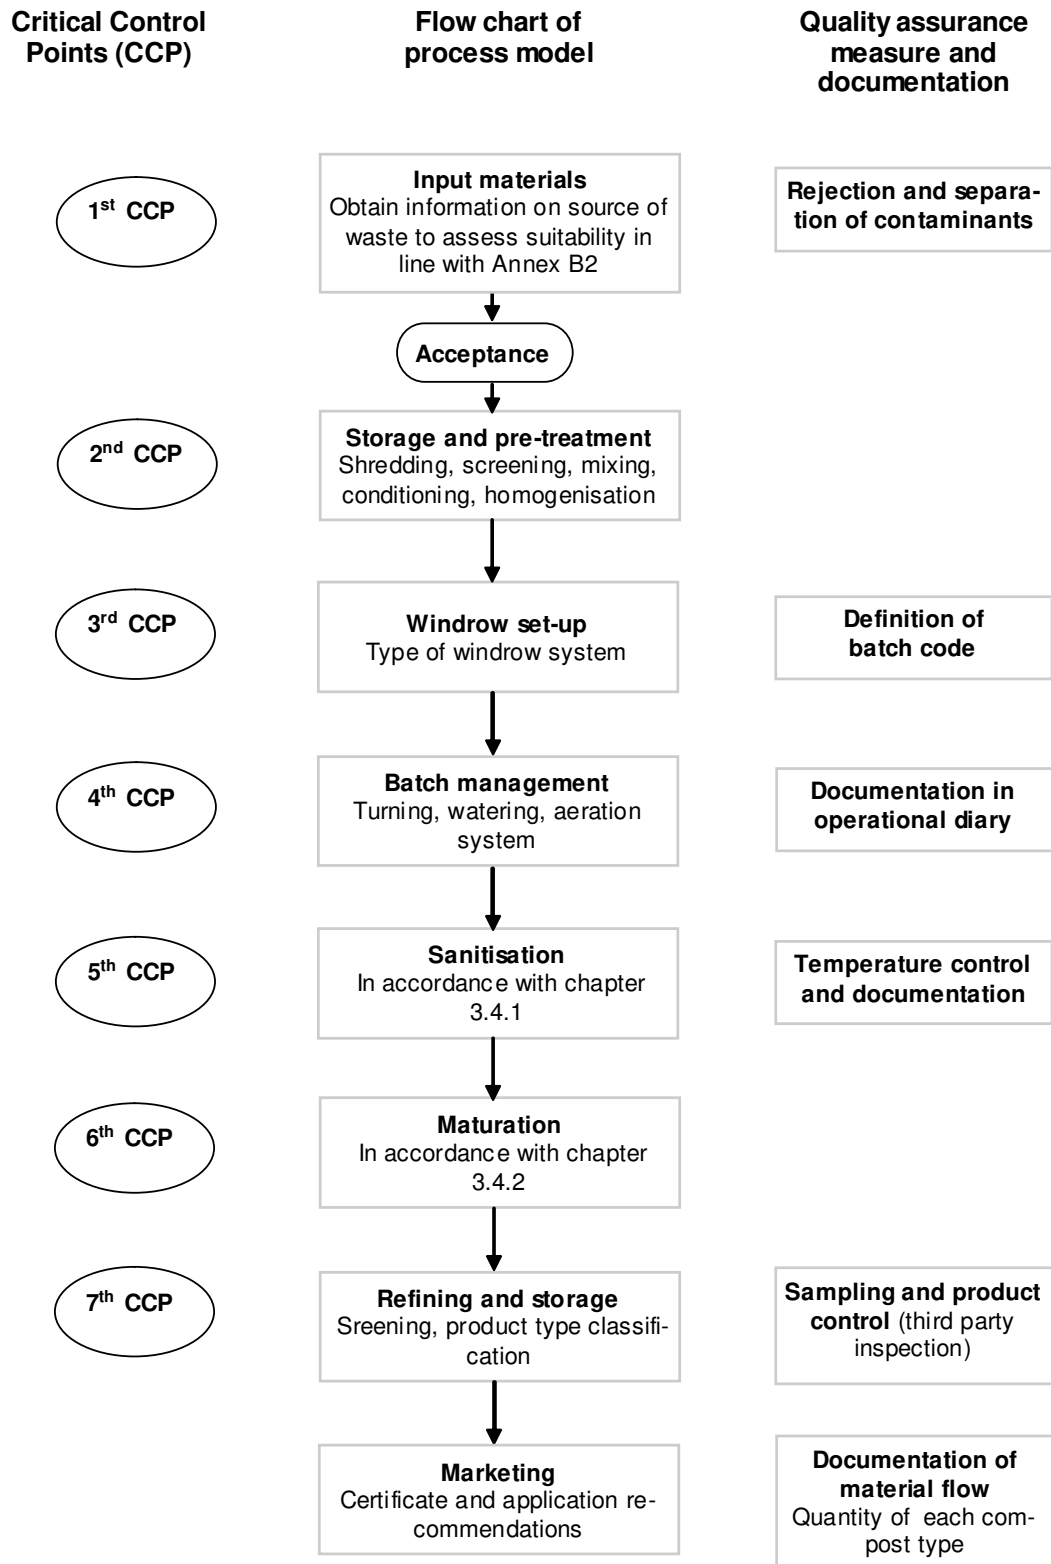 Critical Control
Points (CCP)
Flow chart of
process model
Quality assurance
measure and
documentation
1st CCP
Input materials
Obtain information on source of
waste to assess suitability in
line with Annex B2
Rejection and separa-
tion of contaminants
Acceptance
2nd CCP
Storage and pre-treatment
Shredding, screening, mixing,
conditioning, homogenisation
3rd CCP
Windrow set-up
Type of windrow system
Definition of
batch code
4th CCP
Batch management
Turning, watering, aeration
system
Documentation in
operational diary
5th CCP
Sanitisation
In accordance with chapter
3.4.1
Temperature control
and documentation
6th CCP
Maturation
In accordance with chapter
3.4.2
7th CCP
Refining and storage
Sreening, product type classifi-
cation
Sampling and product
control (third party
inspection)
Marketing
Certificate and application re-
commendations
Documentation of
material flow
Quantity of each com-
post type